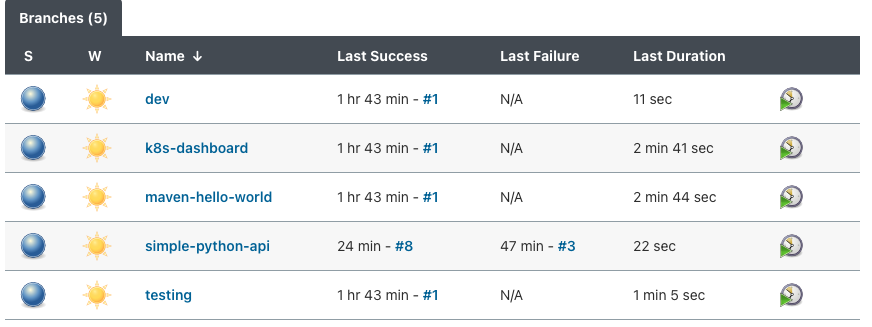 Branches (5)
S W Name ↓ Last Success Last Failure Last Duration
dev 1 hr 43 min - #1 N/A 11 sec
k8s-dashboard 1 hr 43 min - #1 N/A 2 min 41 sec
maven-hello-world 1 hr 43 min - #1 N/A 2 min 44 sec
simple-python-api 24 min - #8 47 min - #3 22 sec
testing 1 hr 43 min - #1 N/A 1 min 5 sec